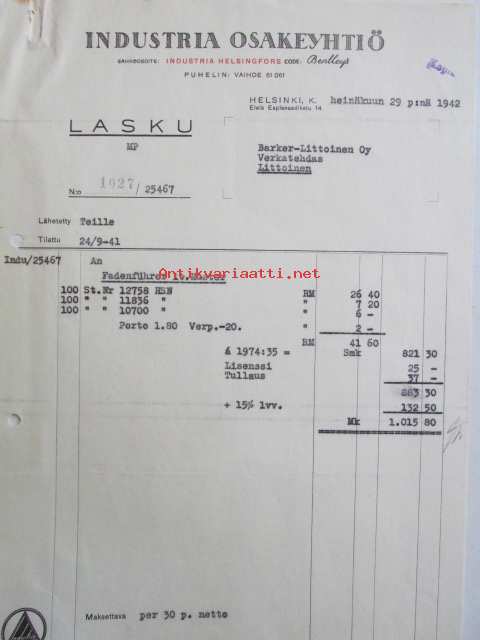 INDUSTRIA OSAKEYHTIÖ
SÄHKÖOSOITE: INDUSTRIA HELSINGFORS CODE: Bentleys
PUHELIN: VAIHDE 61 061
HELSINKI, K. heinäkuun 29 p:nä 1942
Etelä Esplanaadikatu 14
LASKU
MP
Barker-Littoinen Oy
Verkatehdas
Littoinen
N:o 1027 / 25467
Lähetetty Teille
Tilattu 24/9-41
Indu/25467 An
Antikvariaatti.net
Fadenführer
100 St.Nr 12758 HSN RM 26 40
100 " " 11836 " " 7 20
100 " " 10700 " " 6 -
Porto 1.80 Verp.-20. " 2 -
RM 41 60
á 1974:35 = Smk 821 30
Lisenssi 25 -
Tullaus 37 -
883 30
+ 15% lvv. 132 50
Mk 1.015 80
Maksettava per 30 p. netto